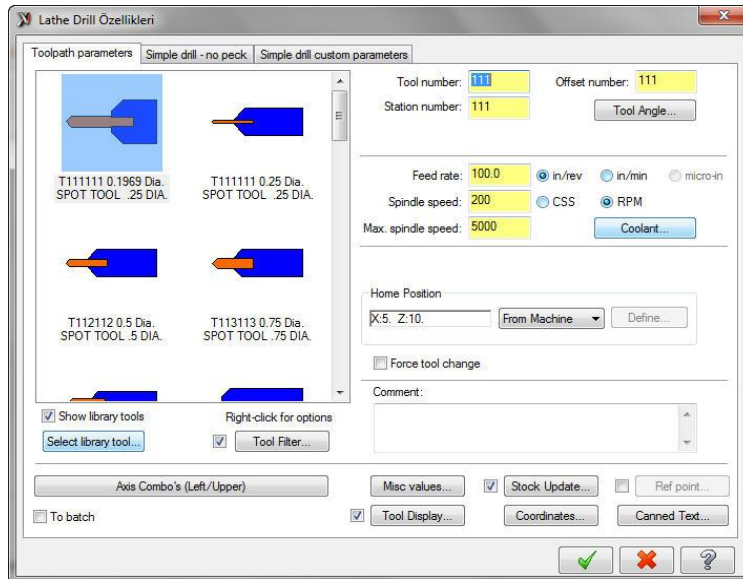 Lathe Drill Özellikleri
Toolpath parameters
Simple drill - no peck
Simple drill custom parameters
T111111 0.1969 Dia.
SPOT TOOL .25 DIA.
T111111 0.25 Dia.
SPOT TOOL .25 DIA.
T112112 0.5 Dia.
SPOT TOOL .5 DIA.
T113113 0.75 Dia.
SPOT TOOL .75 DIA.
Show library tools
Right-click for options
Select library tool...
Tool Filter...
Tool number: 111
Offset number: 111
Station number: 111
Tool Angle...
Feed rate: 100.0
in/rev
in/min
micro-in
Spindle speed: 200
CSS
RPM
Max. spindle speed: 5000
Coolant...
Home Position
X:5. Z:10.
From Machine
Define...
Force tool change
Comment:
Axis Combo's (Left/Upper)
Misc values...
Stock Update...
Ref point...
To batch
Tool Display...
Coordinates...
Canned Text...